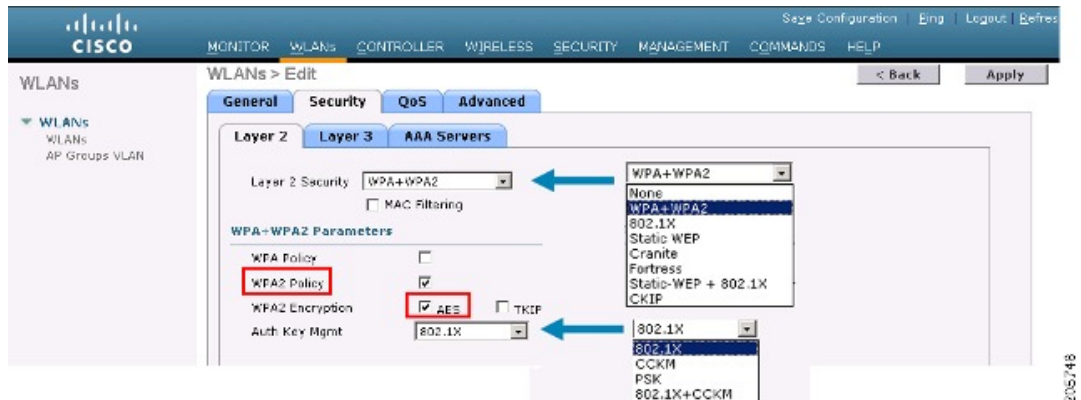 Save Configuration | Ping | Logout | Refres
CISCO
MONITOR WLANs CONTROLLER WIRELESS SECURITY MANAGEMENT COMMANDS HELP
WLANs
WLANs > Edit
< Back
Apply
General Security QoS Advanced
WLANs
WLANs
AP Groups VLAN
Layer 2 Layer 3 AAA Servers
Layer 2 Security WPA+WPA2
MAC Filtering
WPA+WPA2 Parameters
WPA Policy
WPA2 Policy
WPA2 Encryption AES TKIP
Auth Key Mgmt 802.1X
WPA+WPA2
None
WPA+WPA2
802.1X
Static WEP
Cranite
Fortress
Static-WEP + 802.1X
CKIP
802.1X
802.1X
CCKM
PSK
802.1X+CCKM
205748